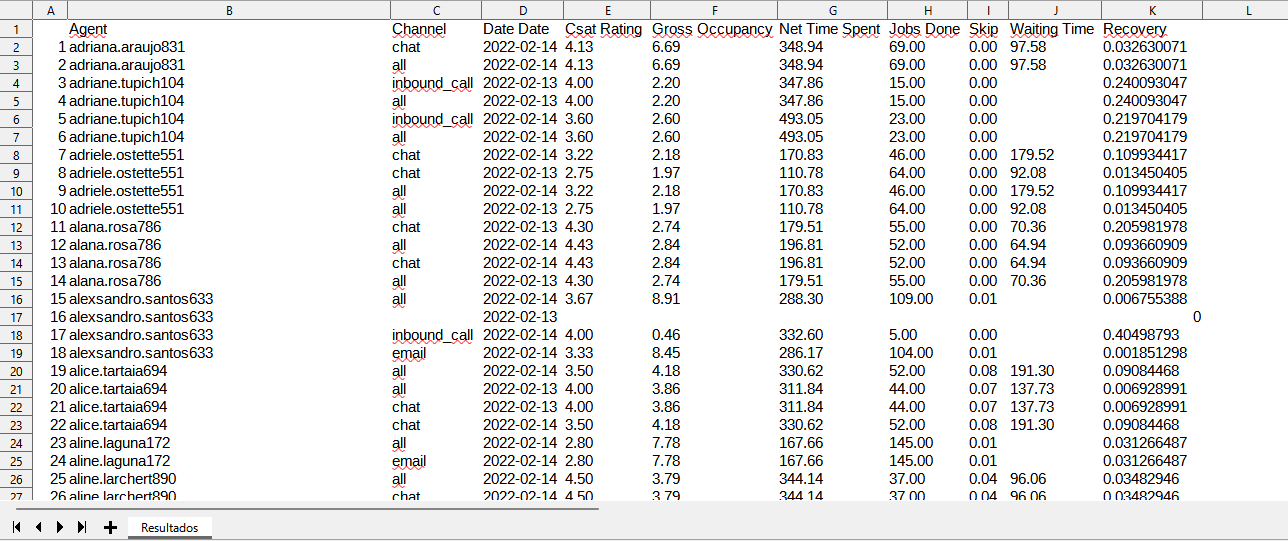 A B C D E F G H I J K L
1 Agent Channel Date Date Csat Rating Gross Occupancy Net Time Spent Jobs Done Skip Waiting Time Recovery
2 1 adriana.araujo831 chat 2022-02-14 4.13 6.69 348.94 69.00 0.00 97.58 0.032630071
3 2 adriana.araujo831 all 2022-02-14 4.13 6.69 348.94 69.00 0.00 97.58 0.032630071
4 3 adriane.tupich104 inbound_call 2022-02-13 4.00 2.20 347.86 15.00 0.00 0.240093047
5 4 adriane.tupich104 all 2022-02-13 4.00 2.20 347.86 15.00 0.00 0.240093047
6 5 adriane.tupich104 inbound_call 2022-02-14 3.60 2.60 493.05 23.00 0.00 0.219704179
7 6 adriane.tupich104 all 2022-02-14 3.60 2.60 493.05 23.00 0.00 0.219704179
8 7 adriele.ostette551 chat 2022-02-14 3.22 2.18 170.83 46.00 0.00 179.52 0.109934417
9 8 adriele.ostette551 chat 2022-02-13 2.75 1.97 110.78 64.00 0.00 92.08 0.013450405
10 9 adriele.ostette551 all 2022-02-14 3.22 2.18 170.83 46.00 0.00 179.52 0.109934417
11 10 adriele.ostette551 all 2022-02-13 2.75 1.97 110.78 64.00 0.00 92.08 0.013450405
12 11 alana.rosa786 chat 2022-02-13 4.30 2.74 179.51 55.00 0.00 70.36 0.205981978
13 12 alana.rosa786 all 2022-02-14 4.43 2.84 196.81 52.00 0.00 64.94 0.093660909
14 13 alana.rosa786 chat 2022-02-14 4.43 2.84 196.81 52.00 0.00 64.94 0.093660909
15 14 alana.rosa786 all 2022-02-13 4.30 2.74 179.51 55.00 0.00 70.36 0.205981978
16 15 alexsandro.santos633 all 2022-02-14 3.67 8.91 288.30 109.00 0.01 0.006755388
17 16 alexsandro.santos633 2022-02-13 0
18 17 alexsandro.santos633 inbound_call 2022-02-14 4.00 0.46 332.60 5.00 0.00 0.40498793
19 18 alexsandro.santos633 email 2022-02-14 3.33 8.45 286.17 104.00 0.01 0.001851298
20 19 alice.tartaia694 all 2022-02-14 3.50 4.18 330.62 52.00 0.08 191.30 0.09084468
21 20 alice.tartaia694 all 2022-02-13 4.00 3.86 311.84 44.00 0.07 137.73 0.006928991
22 21 alice.tartaia694 chat 2022-02-13 4.00 3.86 311.84 44.00 0.07 137.73 0.006928991
23 22 alice.tartaia694 chat 2022-02-14 3.50 4.18 330.62 52.00 0.08 191.30 0.09084468
24 23 aline.laguna172 all 2022-02-14 2.80 7.78 167.66 145.00 0.01 0.031266487
25 24 aline.laguna172 email 2022-02-14 2.80 7.78 167.66 145.00 0.01 0.031266487
26 25 aline.larchert890 all 2022-02-14 4.50 3.79 344.14 37.00 0.04 96.06 0.03482946
27 26 aline.larchert890 chat 2022-02-14 4.50 3.79 344.14 37.00 0.04 96.06 0.03482946
Resultados